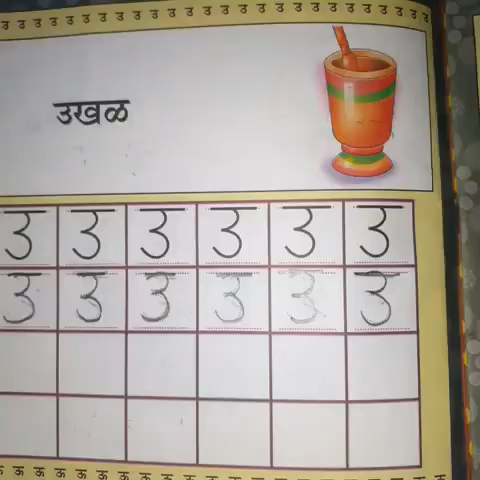 उ उ उ उ उ उ उ उ उ उ उ उ उ उ उ उ उ उ उ उ उ उ उ उ
उखळ
उ उ उ उ उ उ
उ उ उ उ उ उ
ऊ ऊ ऊ ऊ ऊ ऊ ऊ ऊ ऊ ऊ ऊ ऊ ऊ ऊ ऊ ऊ ऊ ऊ ऊ ऊ ऊ ऊ